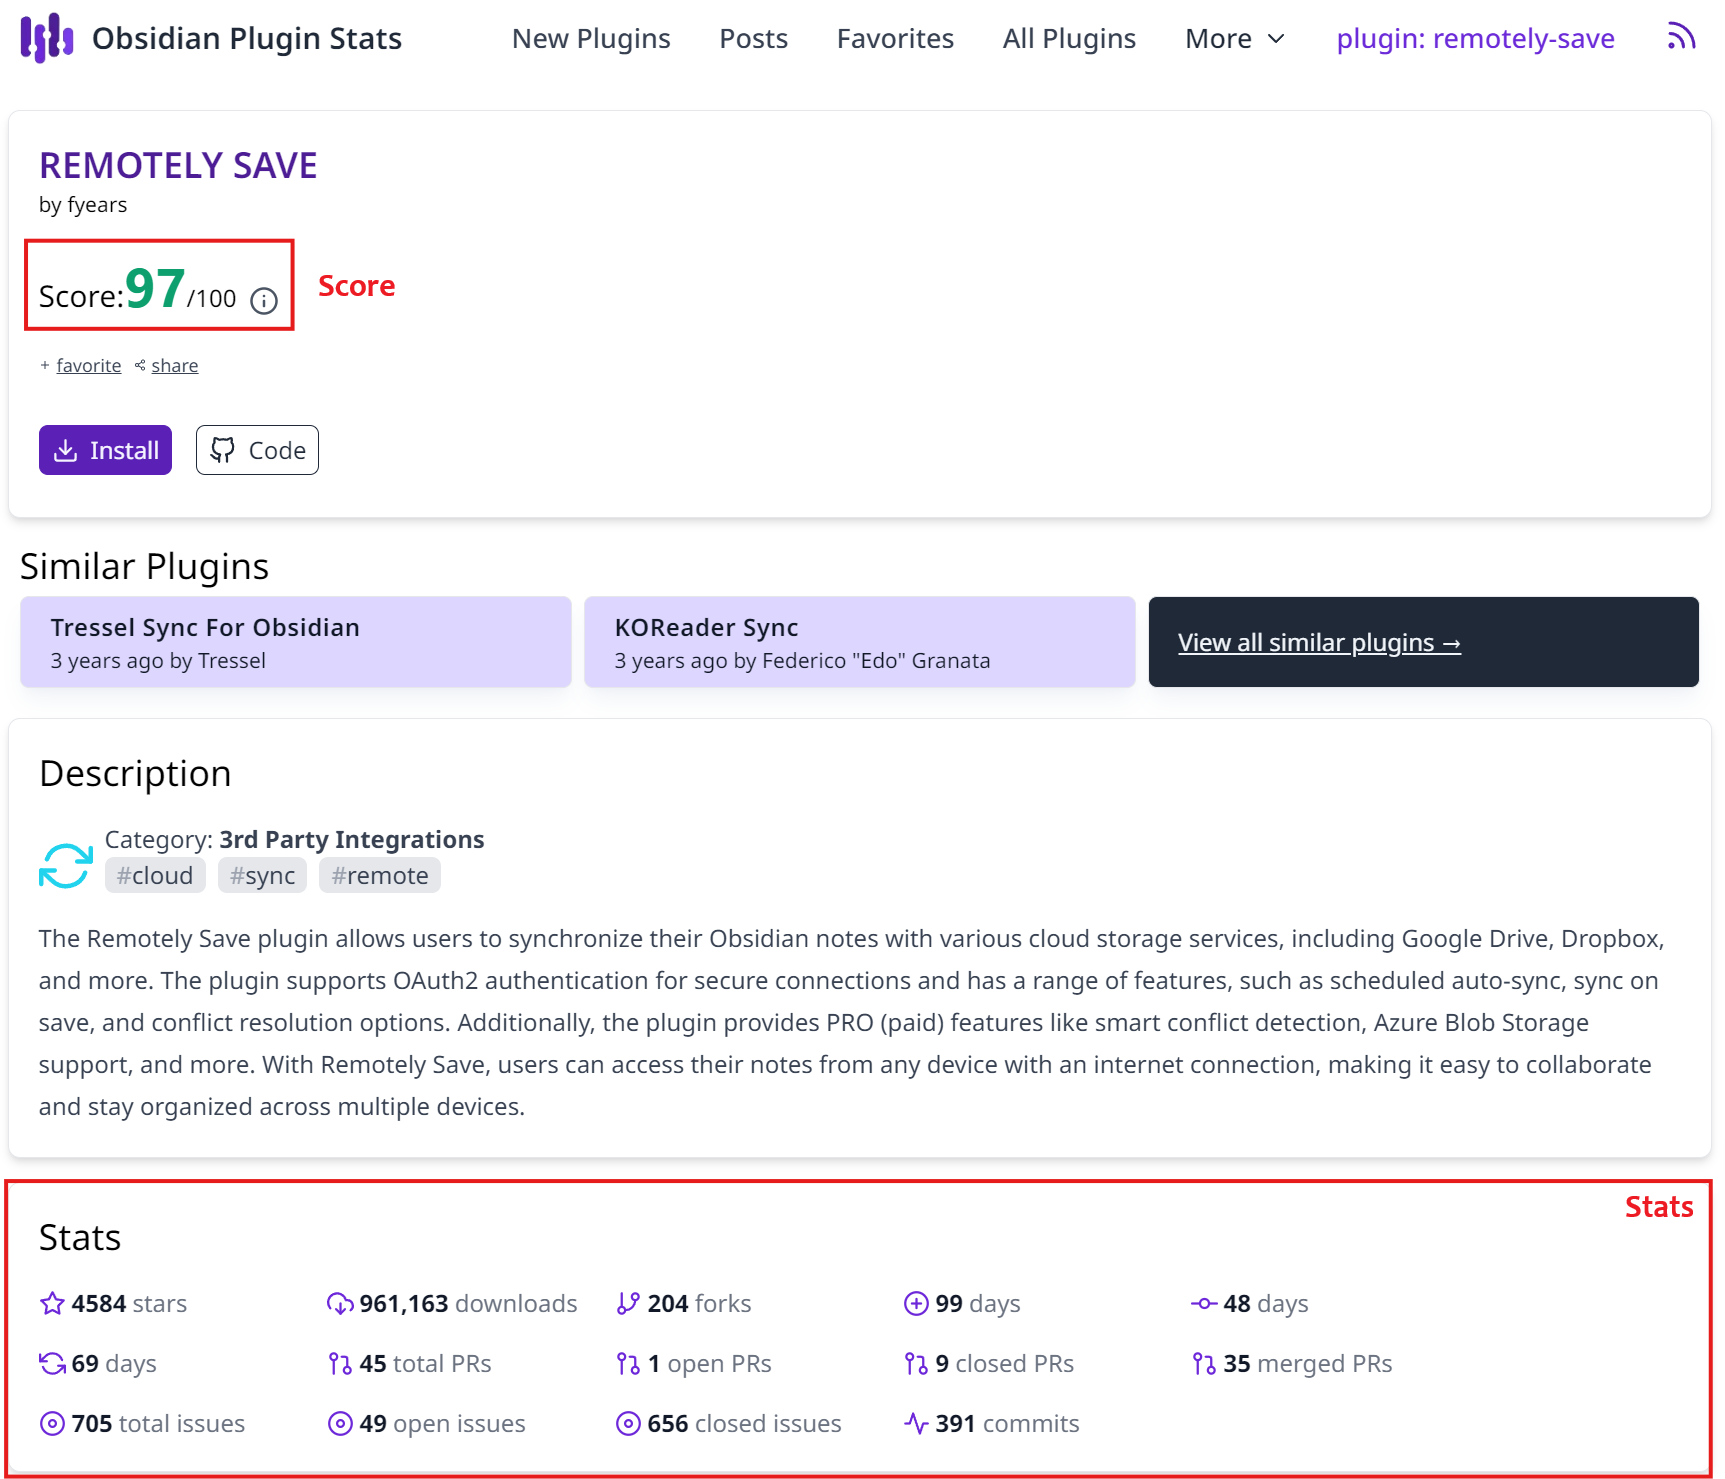 Obsidian Plugin Stats New Plugins Posts Favorites All Plugins More plugin: remotely-save
REMOTELY SAVE
by fyears
Score:97/100 Score
+ favorite share
Install Code
Similar Plugins
Tressel Sync For Obsidian
3 years ago by Tressel
KOReader Sync
3 years ago by Federico "Edo" Granata
View all similar plugins →
Description
Category: 3rd Party Integrations
#cloud #sync #remote
The Remotely Save plugin allows users to synchronize their Obsidian notes with various cloud storage services, including Google Drive, Dropbox,
and more. The plugin supports OAuth2 authentication for secure connections and has a range of features, such as scheduled auto-sync, sync on
save, and conflict resolution options. Additionally, the plugin provides PRO (paid) features like smart conflict detection, Azure Blob Storage
support, and more. With Remotely Save, users can access their notes from any device with an internet connection, making it easy to collaborate
and stay organized across multiple devices.
Stats
Stats
4584 stars 961,163 downloads 204 forks 99 days 48 days
69 days 45 total PRs 1 open PRs 9 closed PRs 35 merged PRs
705 total issues 49 open issues 656 closed issues 391 commits